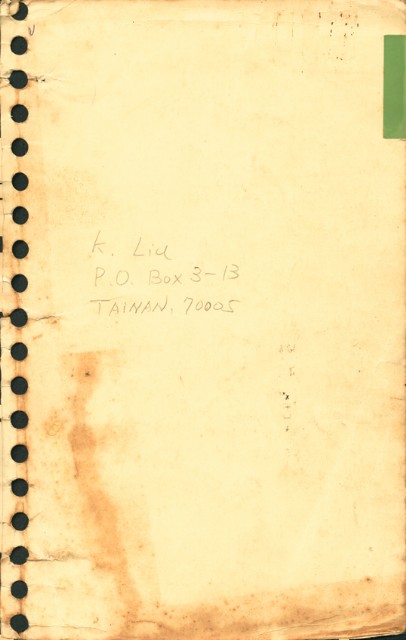 K. Liu
P.O. Box 3-13
TAINAN, 70005